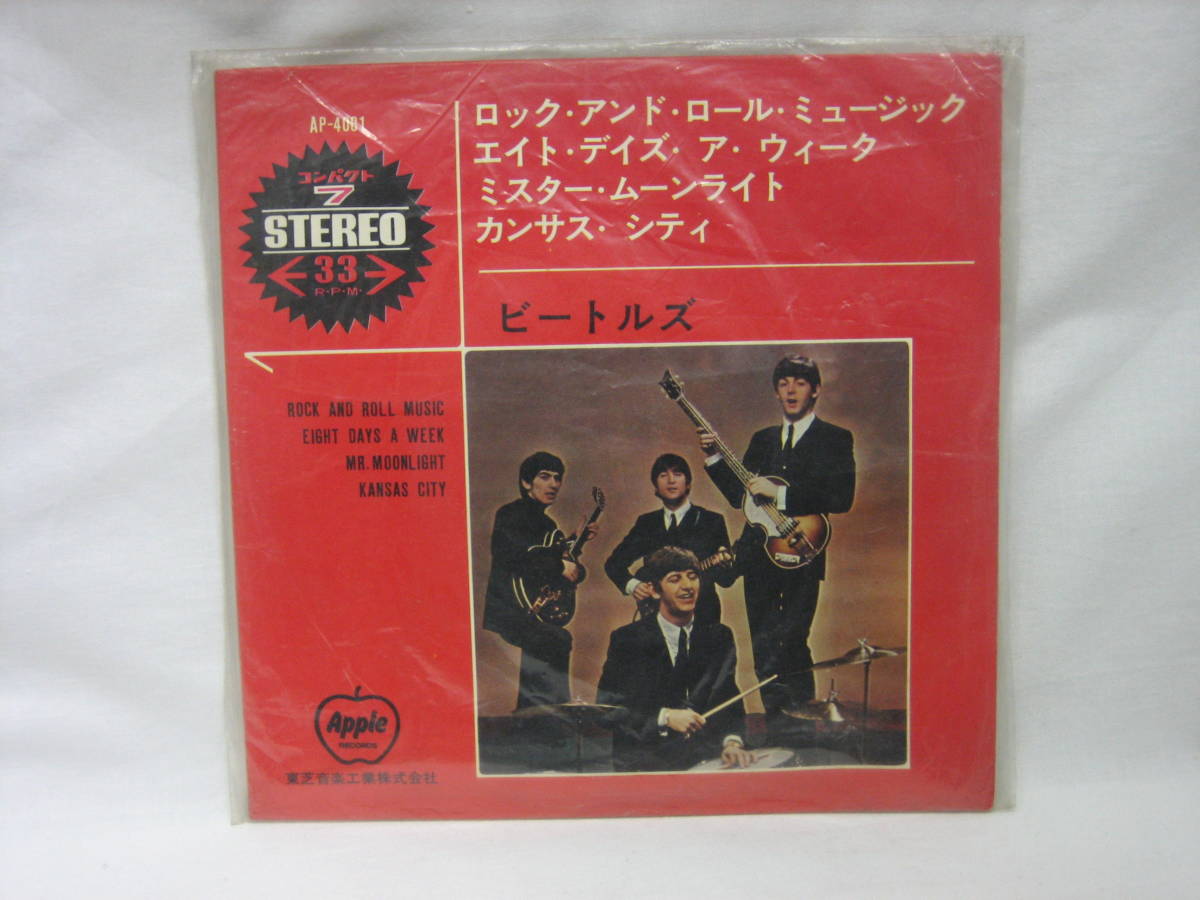 AP-4001
コンパクト
7
STEREO
33
R·P·M·
ロック・アンド・ロール・ミュージック
エイト・デイズ・ア・ウィータ
ミスター・ムーンライト
カンサス・シティ
ビートルズ
ROCK AND ROLL MUSIC
EIGHT DAYS A WEEK
MR. MOONLIGHT
KANSAS CITY
Apple
RECORDS
東芝音楽工業株式会社